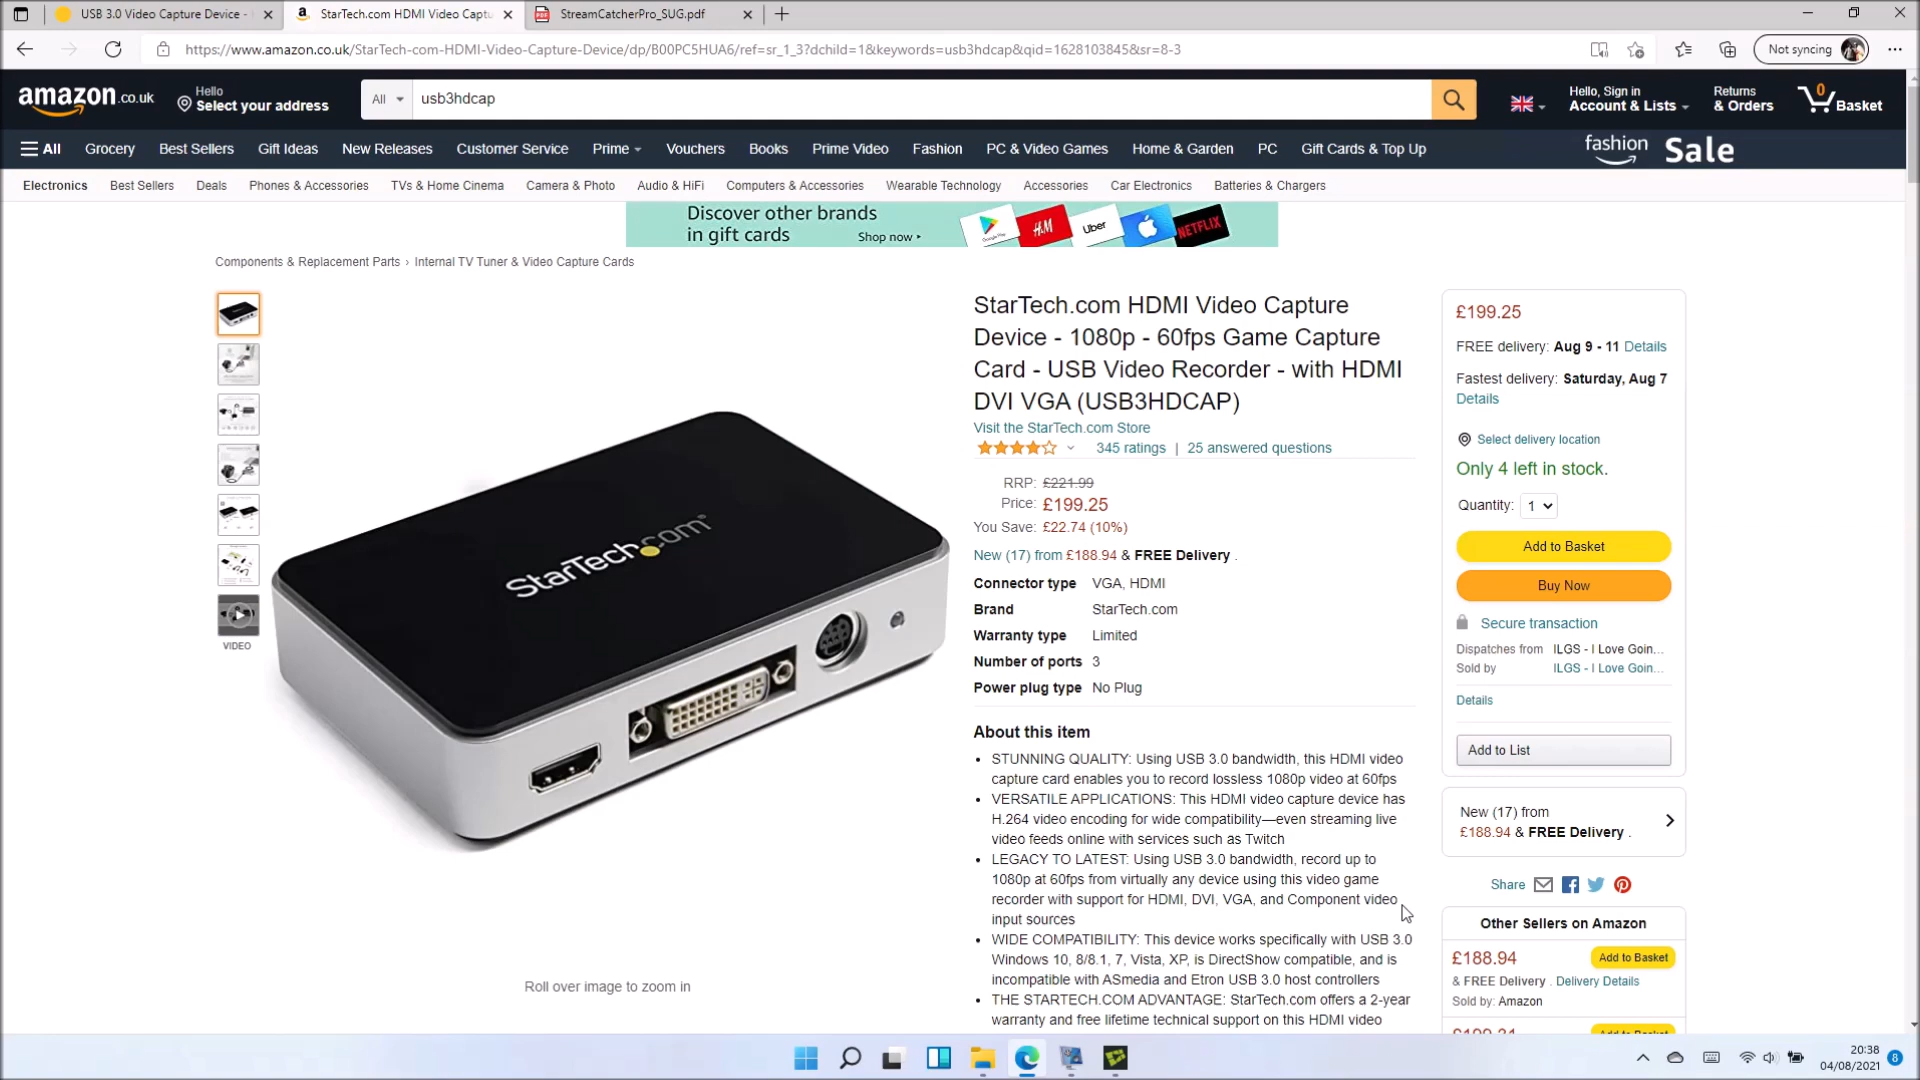 USB 3.0 Video Capture Device -
StarTech.com HDMI Video Captu
StreamCatcherPro_SUG.pdf
https://www.amazon.co.uk/StarTech-com-HDMI-Video-Capture-Device/dp/B00PC5HUA6/ref=sr_1_3?dchild=1&keywords=usb3hdcap&qid=1628103845&sr=8-3
Not syncing
amazon.co.uk
Hello
Select your address
All
usb3hdcap
Hello, Sign in
Account & Lists
Returns
& Orders
0
Basket
All
Grocery
Best Sellers
Gift Ideas
New Releases
Customer Service
Prime
Vouchers
Books
Prime Video
Fashion
PC & Video Games
Home & Garden
PC
Gift Cards & Top Up
fashion Sale
Electronics
Best Sellers
Deals
Phones & Accessories
TVs & Home Cinema
Camera & Photo
Audio & HiFi
Computers & Accessories
Wearable Technology
Accessories
Car Electronics
Batteries & Chargers
Discover other brands
in gift cards
Shop now
Google Play
H&M
Uber
NETFLIX
Components & Replacement Parts › Internal TV Tuner & Video Capture Cards
VIDEO
StarTech.com®
Roll over image to zoom in
StarTech.com HDMI Video Capture
Device - 1080p - 60fps Game Capture
Card - USB Video Recorder - with HDMI
DVI VGA (USB3HDCAP)
Visit the StarTech.com Store
345 ratings | 25 answered questions
RRP: £221.99
Price: £199.25
You Save: £22.74 (10%)
New (17) from £188.94 & FREE Delivery .
Connector type VGA, HDMI
Brand StarTech.com
Warranty type Limited
Number of ports 3
Power plug type No Plug
About this item
• STUNNING QUALITY: Using USB 3.0 bandwidth, this HDMI video
capture card enables you to record lossless 1080p video at 60fps
• VERSATILE APPLICATIONS: This HDMI video capture device has
H.264 video encoding for wide compatibility—even streaming live
video feeds online with services such as Twitch
• LEGACY TO LATEST: Using USB 3.0 bandwidth, record up to
1080p at 60fps from virtually any device using this video game
recorder with support for HDMI, DVI, VGA, and Component video
input sources
• WIDE COMPATIBILITY: This device works specifically with USB 3.0
Windows 10, 8/8.1, 7, Vista, XP, is DirectShow compatible, and is
incompatible with ASmedia and Etron USB 3.0 host controllers
• THE STARTECH.COM ADVANTAGE: StarTech.com offers a 2-year
warranty and free lifetime technical support on this HDMI video
£199.25
FREE delivery: Aug 9 - 11 Details
Fastest delivery: Saturday, Aug 7
Details
Select delivery location
Only 4 left in stock.
Quantity: 1
Add to Basket
Buy Now
Secure transaction
Dispatches from ILGS - I Love Goin...
Sold by ILGS - I Love Goin...
Details
Add to List
New (17) from
£188.94 & FREE Delivery .
Share
Other Sellers on Amazon
£188.94
Add to Basket
& FREE Delivery . Delivery Details
Sold by: Amazon
20:38
04/08/2021
8